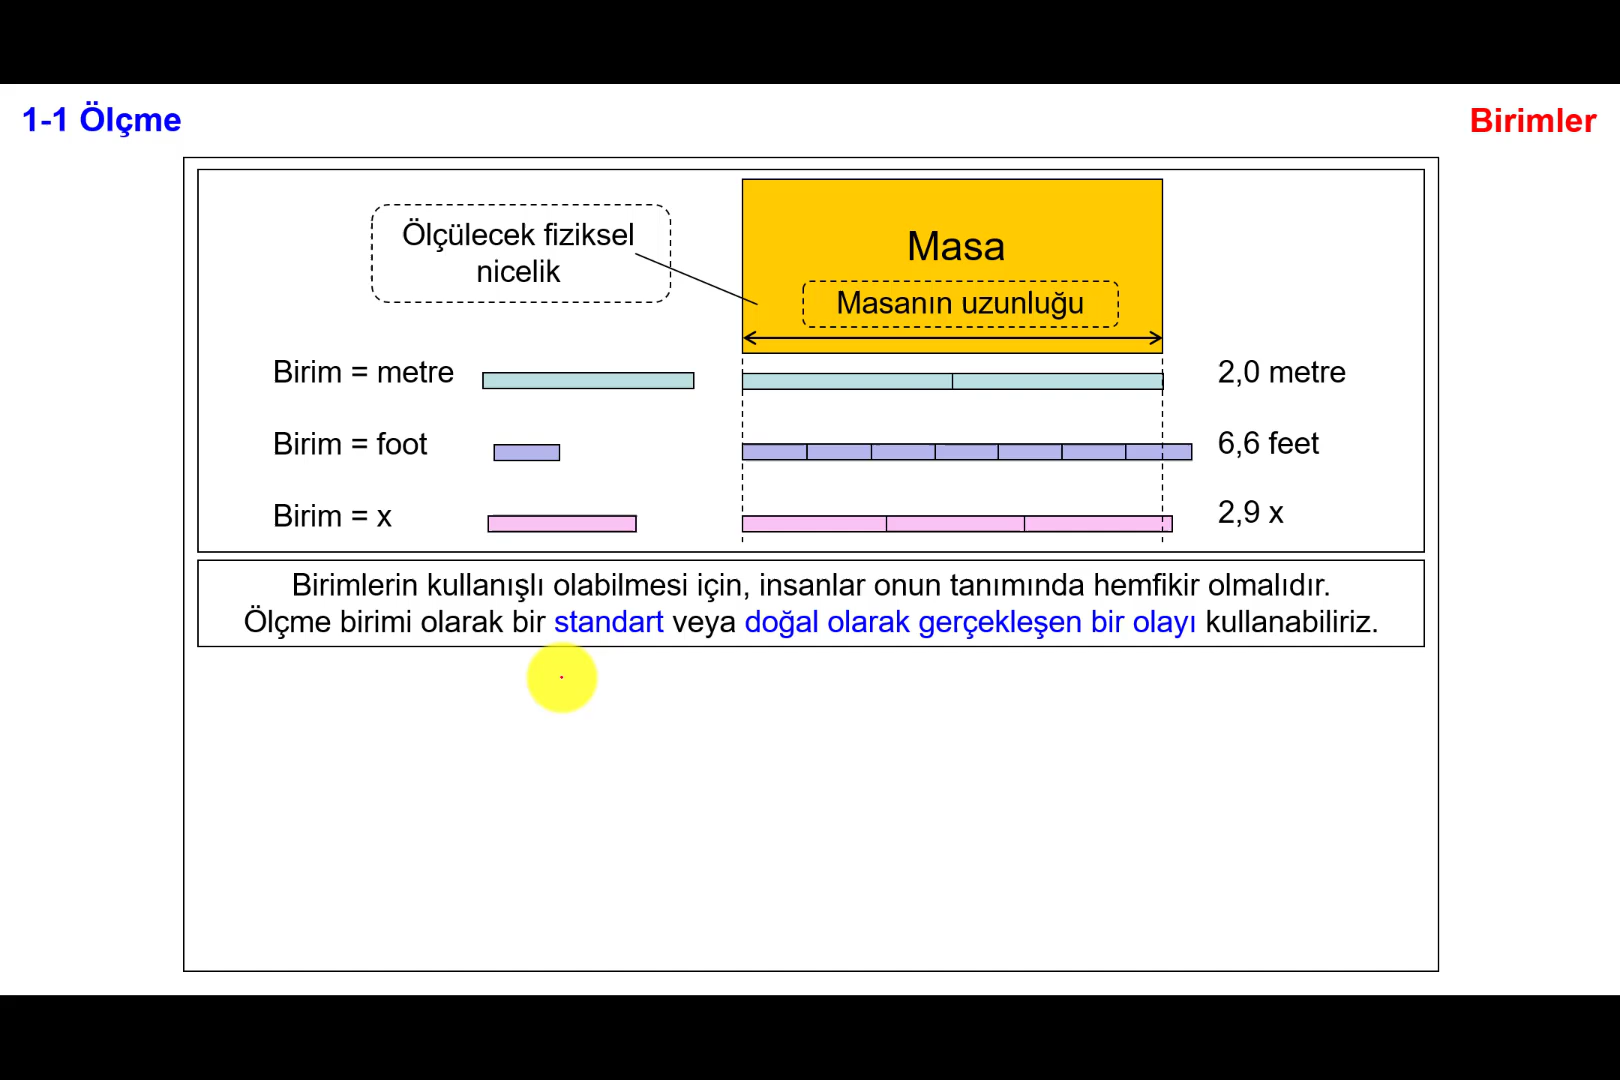 1-1 Ölçme
Birimler
Ölçülecek fiziksel
nicelik
Masa
Masanın uzunluğu
Birim = metre
2,0 metre
Birim = foot
6,6 feet
Birim = x
2,9 x
Birimlerin kullanışlı olabilmesi için, insanlar onun tanımında hemfikir olmalıdır.
Ölçme birimi olarak bir standart veya doğal olarak gerçekleşen bir olayı kullanabiliriz.